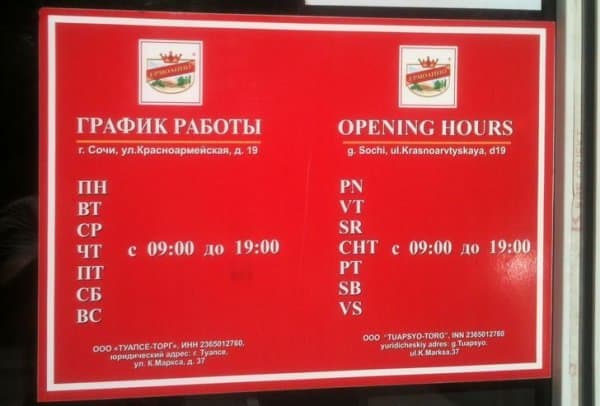 ЕРМОЛИНО
ГРАФИК РАБОТЫ
г. Сочи, ул.Красноармейская, д. 19
ПН
ВТ
СР
ЧТ с 09:00 до 19:00
ПТ
СБ
ВС
ООО «ТУАПСЕ-ТОРГ», ИНН 2365012760,
юридический адрес: г. Туапсе,
ул. К.Маркса, д. 37
ЕРМОЛИНО
OPENING HOURS
g. Sochi, ul.Krasnoarvtyskaya, d19
PN
VT
SR
CHT с 09:00 до 19:00
PT
SB
VS
OOO "TUAPSYO-TORG", INN 2365012760
yuridicheskiy adres: g.Tuapsyo.
ul.K.Marksa,37